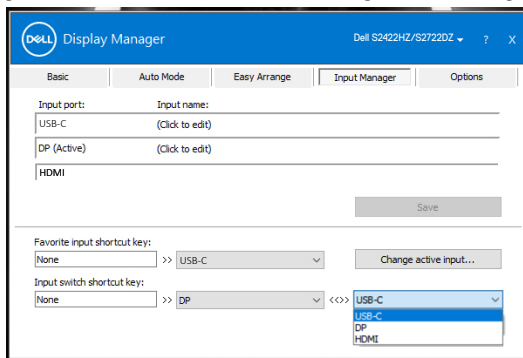 DELL Display Manager Dell S2422HZ/S2722DZ ? X
Basic Auto Mode Easy Arrange Input Manager Options
Input port: Input name:
USB-C (Click to edit)
DP (Active) (Click to edit)
HDMI
Save
Favorite input shortcut key:
None >> USB-C Change active input...
Input switch shortcut key:
None >> DP <<>> USB-C
USB-C
DP
HDMI